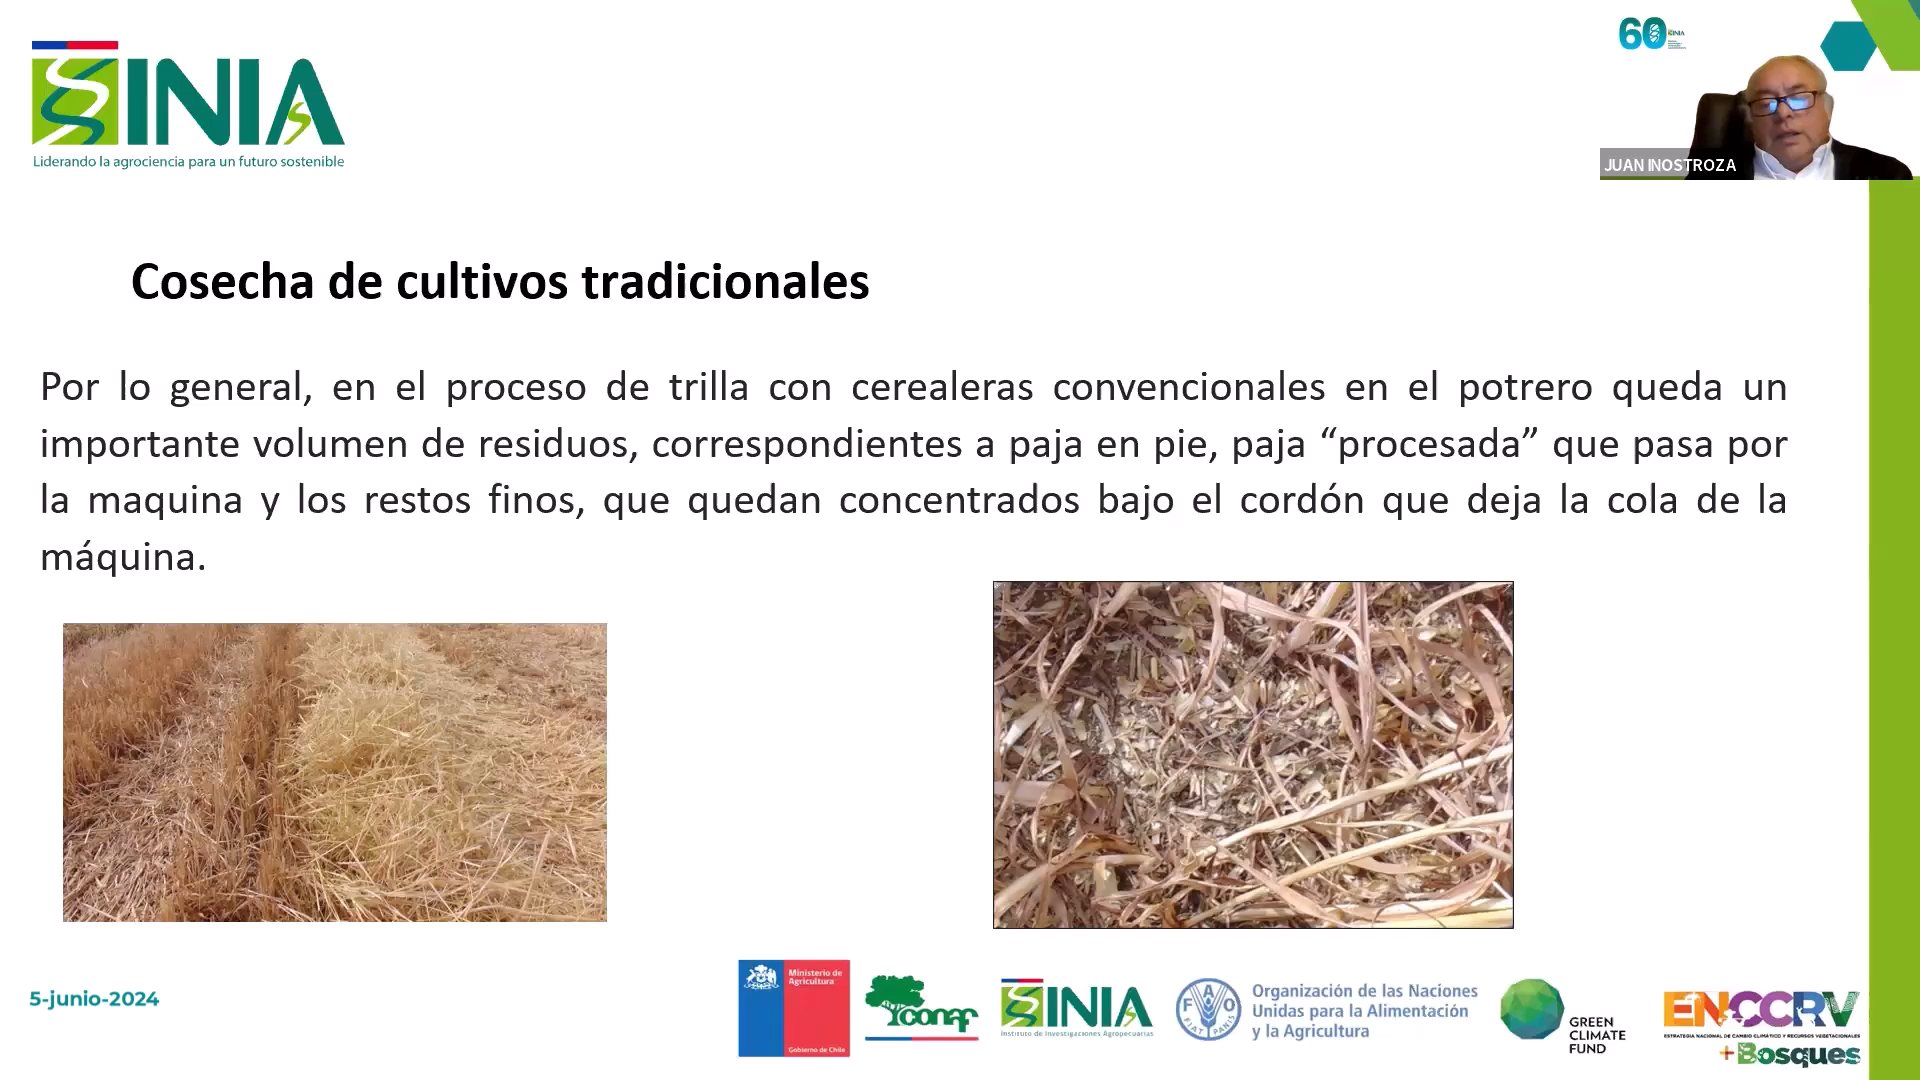 INIA
Liderando la agrociencia para un futuro sostenible
60
INIA
JUAN INOSTROZA
Cosecha de cultivos tradicionales
Por lo general, en el proceso de trilla con cerealeras convencionales en el potrero queda un
importante volumen de residuos, correspondientes a paja en pie, paja “procesada” que pasa por
la maquina y los restos finos, que quedan concentrados bajo el cordón que deja la cola de la
máquina.
5-junio-2024
Ministerio de
Agricultura
Gobierno de Chile
conaf
INIA
Instituto de Investigaciones Agropecuarias
FAO
FIAT PANIS
Organización de las Naciones
Unidas para la Alimentación
y la Agricultura
GREEN
CLIMATE
FUND
ENCCRV
ESTRATEGIA NACIONAL DE CAMBIO CLIMÁTICO Y RECURSOS VEGETACIONALES
+Bosques